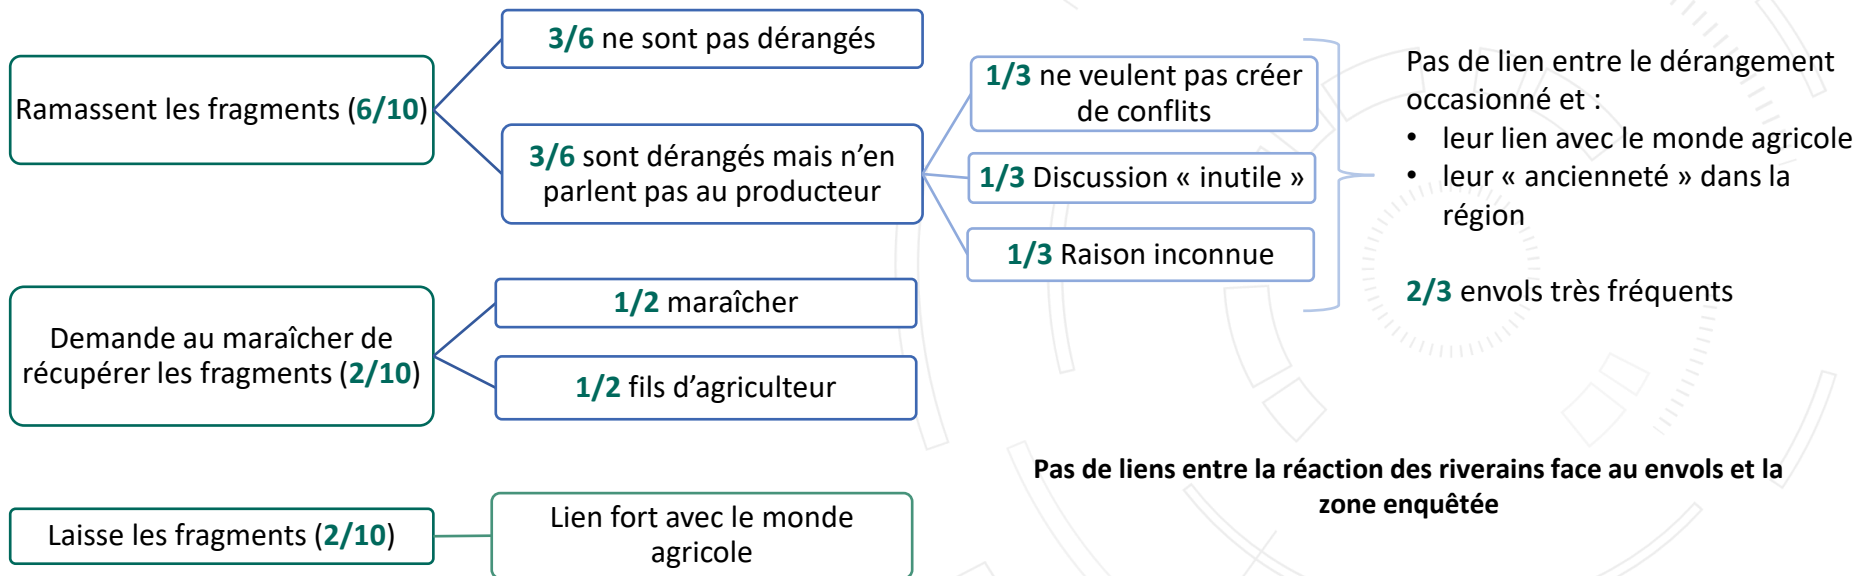 Ramassent les fragments (6/10)
3/6 ne sont pas dérangés
3/6 sont dérangés mais n'en
parlent pas au producteur
1/3 ne veulent pas créer
de conflits
1/3 Discussion « inutile »
1/3 Raison inconnue
Pas de lien entre le dérangement
occasionné et :
• leur lien avec le monde agricole
• leur « ancienneté » dans la
région
2/3 envols très fréquents
Demande au maraîcher de
récupérer les fragments (2/10)
1/2 maraîcher
1/2 fils d'agriculteur
Laisse les fragments (2/10)
Lien fort avec le monde
agricole
Pas de liens entre la réaction des riverains face au envols et la
zone enquêtée